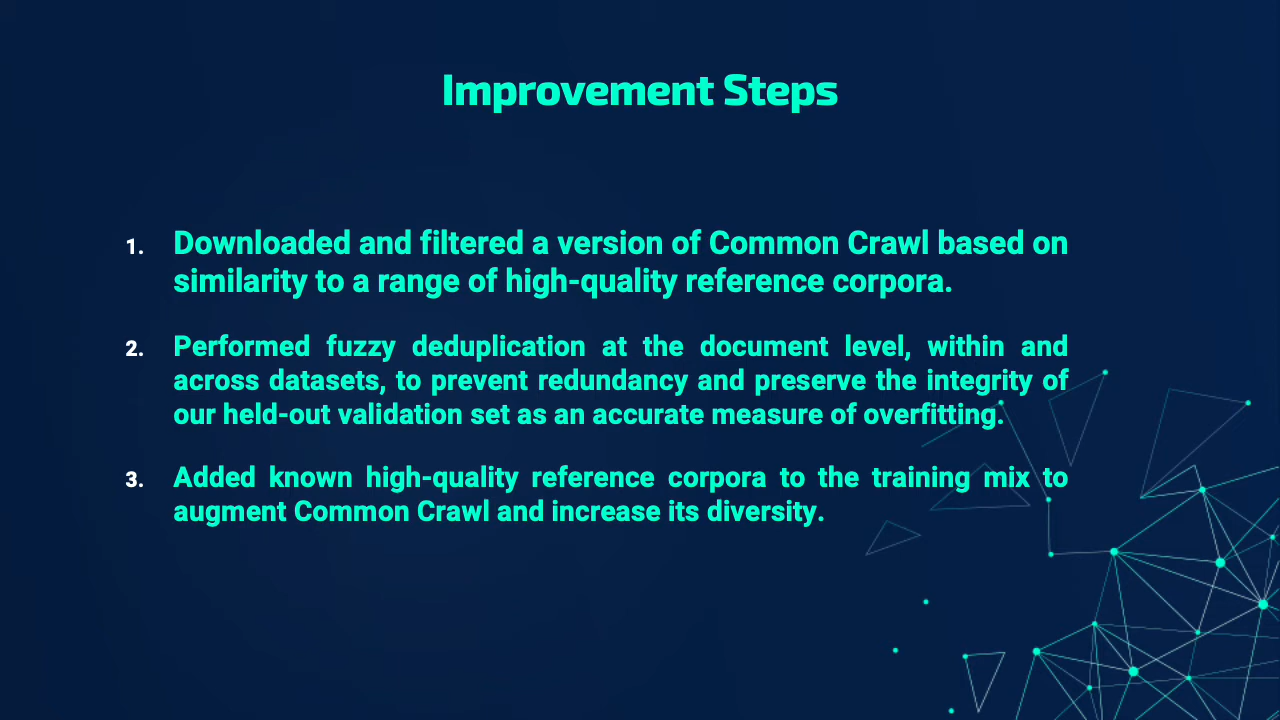 Improvement Steps
1. Downloaded and filtered a version of Common Crawl based on
similarity to a range of high-quality reference corpora.
2. Performed fuzzy deduplication at the document level, within and
across datasets, to prevent redundancy and preserve the integrity of
our held-out validation set as an accurate measure of overfitting.
3. Added known high-quality reference corpora to the training mix to
augment Common Crawl and increase its diversity.